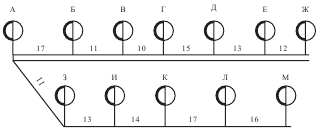 А Б В Г Д Е Ж
17 11 10 15 13 12
11
З И К Л М
13 14 17 16